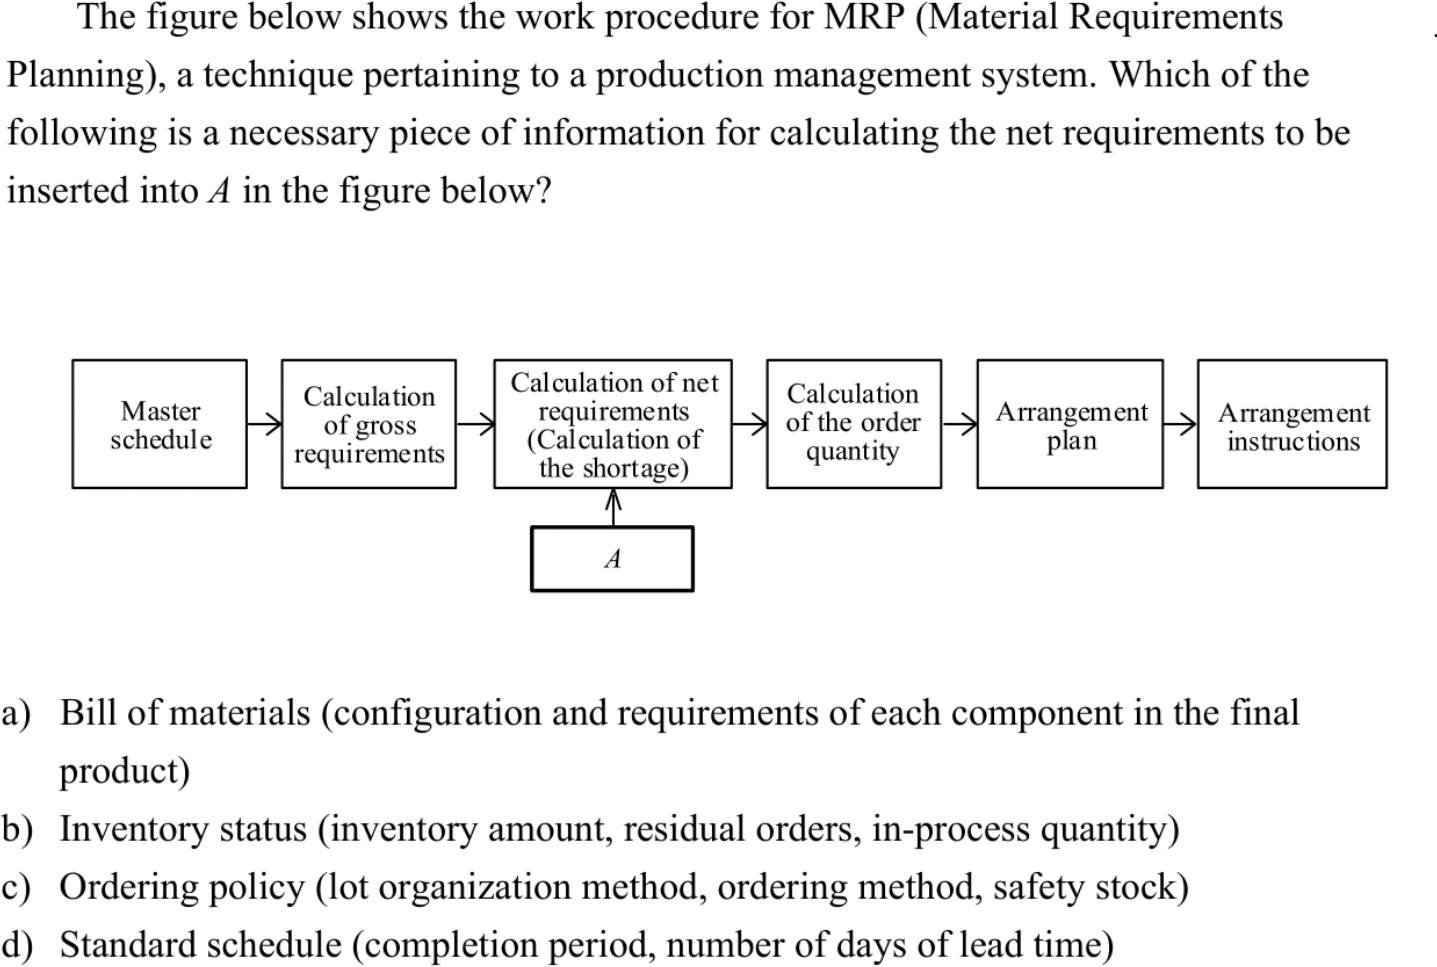 The figure below shows the work procedure for MRP (Material Requirements
Planning), a technique pertaining to a production management system. Which of the
following is a necessary piece of information for calculating the net requirements to be
inserted into A in the figure below?
Master
schedule
Calculation
of gross
requirements
Calculation of net
requirements
(Calculation of
the shortage)
Calculation
of the order
quantity
Arrangement
plan
Arrangement
instructions
A
a) Bill of materials (configuration and requirements of each component in the final
product)
b) Inventory status (inventory amount, residual orders, in-process quantity)
c) Ordering policy (lot organization method, ordering method, safety stock)
d) Standard schedule (completion period, number of days of lead time)